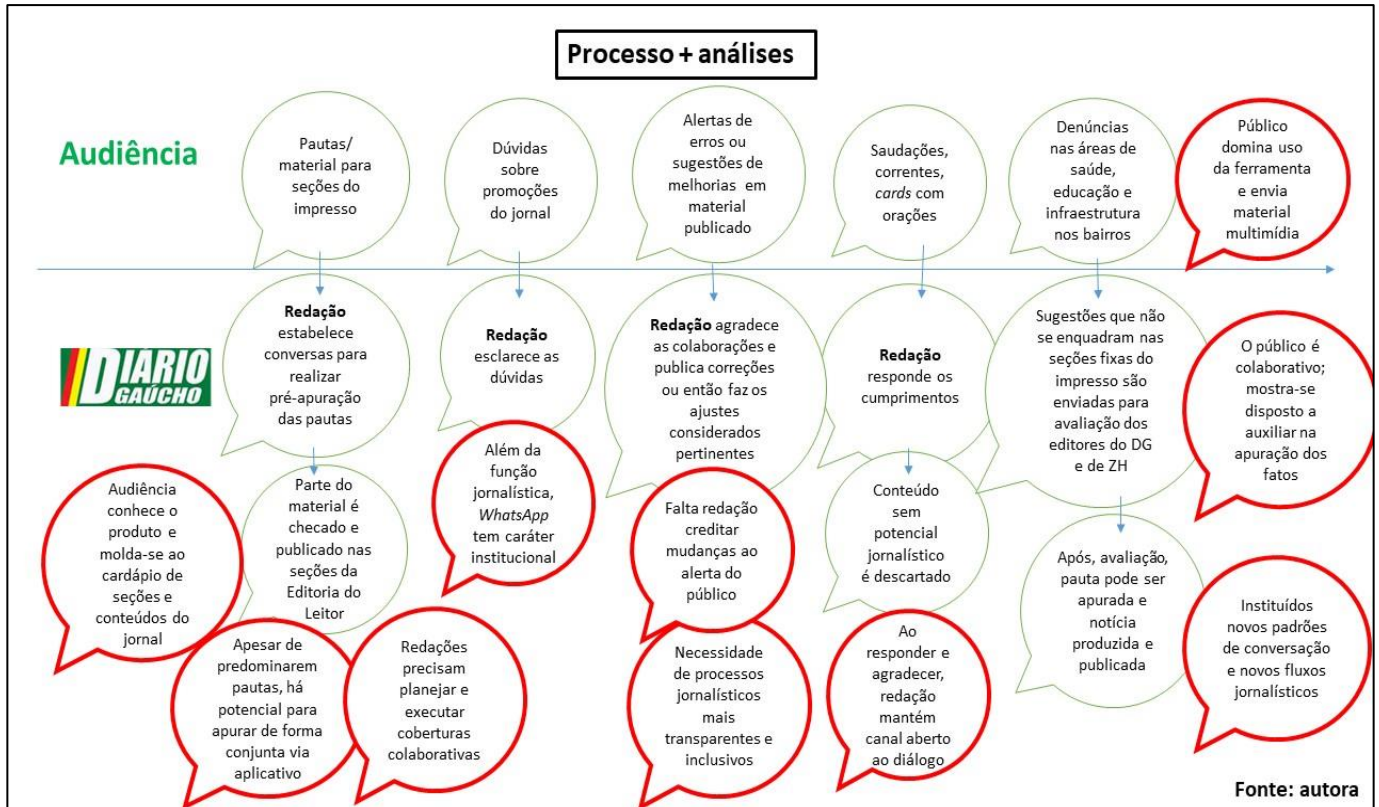 Processo + análises
Audiência
Pautas/
material para
seções do
impresso
Dúvidas
sobre
promoções
do jornal
Alertas de
erros ou
sugestões de
melhorias em
material
publicado
Saudações,
correntes,
cards com
orações
Denúncias
nas áreas de
saúde,
educação e
infraestrutura
nos bairros
Público
domina uso
da ferramenta
e envia
material
multimídia
DIÁRIO
GAÚCHO
Redação
estabelece
conversas para
realizar
pré-apuração
das pautas
Redação
esclarece as
dúvidas
Redação agradece
as colaborações e
publica correções
ou então faz os
ajustes
considerados
pertinentes
Redação
responde os
cumprimentos
Sugestões que não
se enquadram nas
seções fixas do
impresso são
enviadas para
avaliação dos
editores do DG
e de ZH
O público é
colaborativo;
mostra-se
disposto a
auxiliar na
apuração dos
fatos
Audiência
conhece o
produto e
molda-se ao
cardápio de
seções e
conteúdos do
jornal
Parte do
material é
checado e
publicado nas
seções da
Editoria do
Leitor
Além da
função
jornalística,
WhatsApp
tem caráter
institucional
Falta redação
creditar
mudanças ao
alerta do
público
Conteúdo
sem
potencial
jornalístico
é descartado
Após, avaliação,
pauta pode ser
apurada e
notícia
produzida e
publicada
Instituídos
novos padrões
de conversação
e novos fluxos
jornalísticos
Apesar de
predominarem
pautas, há
potencial para
apurar de forma
conjunta via
aplicativo
Redações
precisam
planejar e
executar
coberturas
colaborativas
Necessidade
de processos
jornalísticos
mais
transparentes e
inclusivos
Ao
responder e
agradecer,
redação
mantém
canal aberto
ao diálogo
Fonte: autora